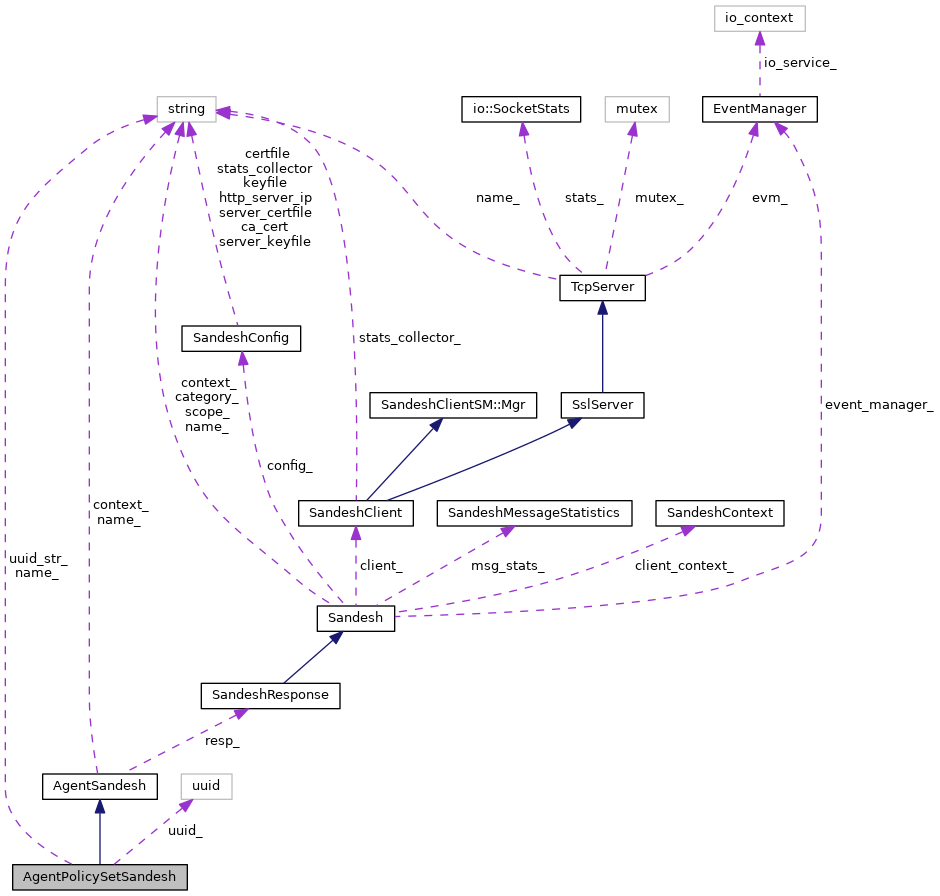 io_context
io_service_
string
io::SocketStats
mutex
EventManager
certfile
stats_collector
keyfile
http_server_ip
server_certfile
ca_cert
server_keyfile
name_
stats_
mutex_
evm_
TcpServer
SandeshConfig
stats_collector_
context_
category_
scope_
name_
SandeshClientSM::Mgr
SslServer
event_manager_
config_
SandeshClient
SandeshMessageStatistics
SandeshContext
context_
name_
uuid_str_
name_
client_
msg_stats_
client_context_
Sandesh
SandeshResponse
resp_
AgentSandesh
uuid
uuid_
AgentPolicySetSandesh